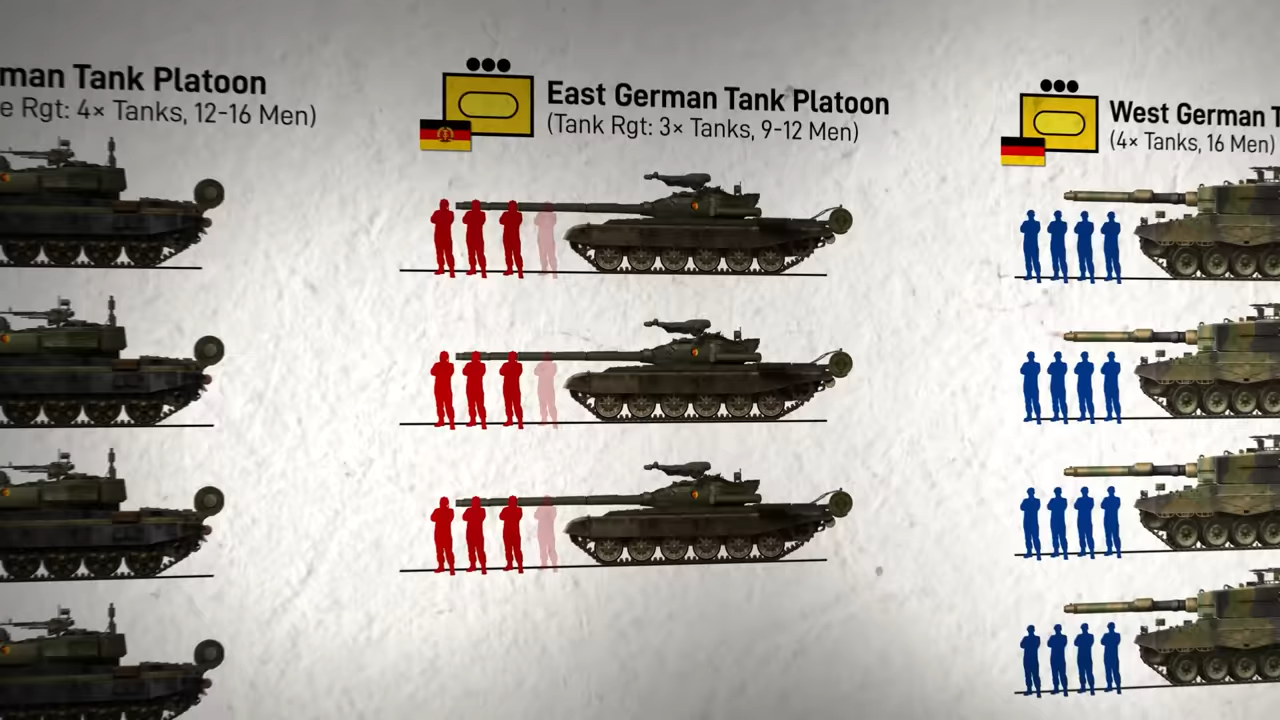 man Tank Platoon
e Rgt: 4× Tanks, 12-16 Men)
East German Tank Platoon
(Tank Rgt: 3× Tanks, 9-12 Men)
West German T
(4× Tanks, 16 Men)